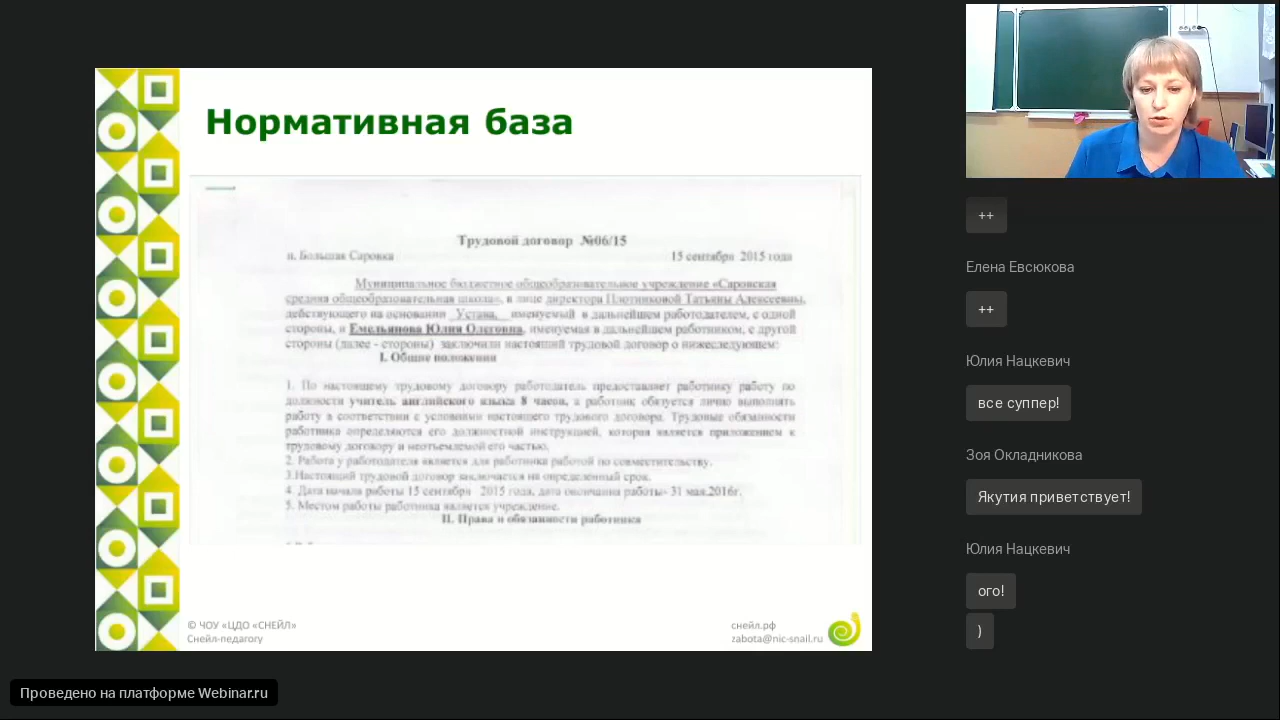 Нормативная база
Трудовой договор №06/15
п. Большая Саровка 15 сентября 2015 года
Муниципальное бюджетное общеобразовательное учреждение «Саровская
средняя общеобразовательная школа», в лице директора Плотниковой Татьяны Алексеевны,
действующего на основании Устава, именуемый в дальнейшем работодателем, с одной
стороны, и Емельянова Юлия Олеговна, именуемая в дальнейшем работником, с другой
стороны (далее - стороны) заключили настоящий трудовой договор о нижеследующем:
I. Общие положения
1. По настоящему трудовому договору работодатель предоставляет работнику работу по
должности учитель английского языка 8 часов, а работник обязуется лично выполнять
работу в соответствии с условиями настоящего трудового договора. Трудовые обязанности
работника определяются его должностной инструкцией, которая является приложением к
трудовому договору и неотъемлемой его частью.
2. Работа у работодателя является для работника работой по совместительству.
3.Настоящий трудовой договор заключается на определенный срок.
4. Дата начала работы 15 сентября 2015 года, дата окончания работы- 31 мая.2016г.
5. Местом работы работника является учреждение.
II. Права и обязанности работника
© ЧОУ «ЦДО «СНЕЙЛ»
Снейл-педагогу
снейл.рф
zabota@nic-snail.ru
++
Елена Евсюкова
++
Юлия Нацкевич
все суппер!
Зоя Окладникова
Якутия приветствует!
Юлия Нацкевич
ого!
)
Проведено на платформе Webinar.ru